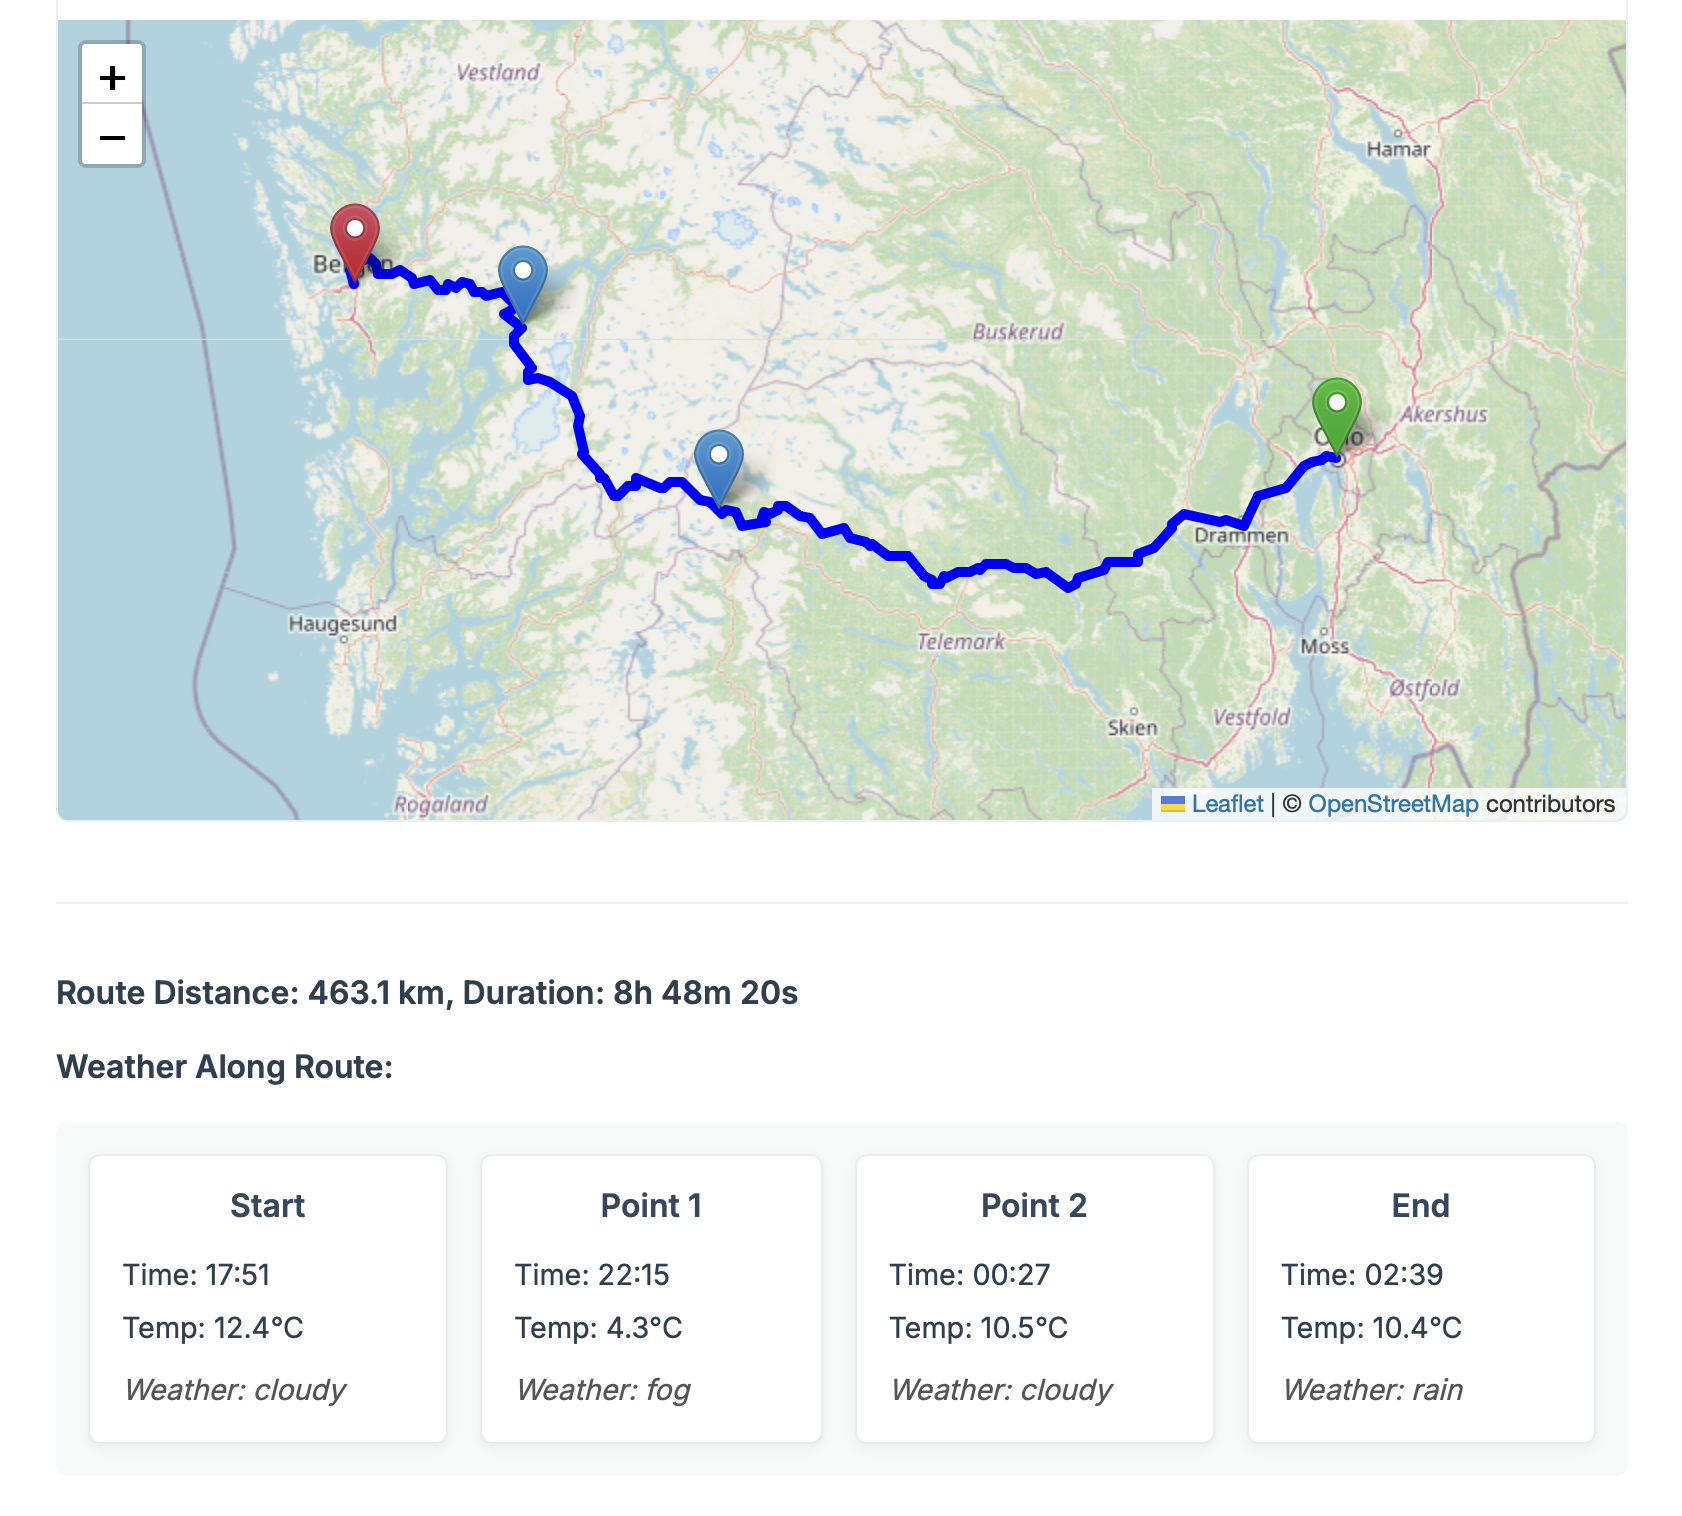 +
−
Vestland
Hamar
Buskerud
Akershus
Drammen
Haugesund
Telemark
Moss
Østfold
Skien
Vestfold
Rogaland
Leaflet | © OpenStreetMap contributors
Route Distance: 463.1 km, Duration: 8h 48m 20s
Weather Along Route:
Start
Time: 17:51
Temp: 12.4°C
Weather: cloudy
Point 1
Time: 22:15
Temp: 4.3°C
Weather: fog
Point 2
Time: 00:27
Temp: 10.5°C
Weather: cloudy
End
Time: 02:39
Temp: 10.4°C
Weather: rain